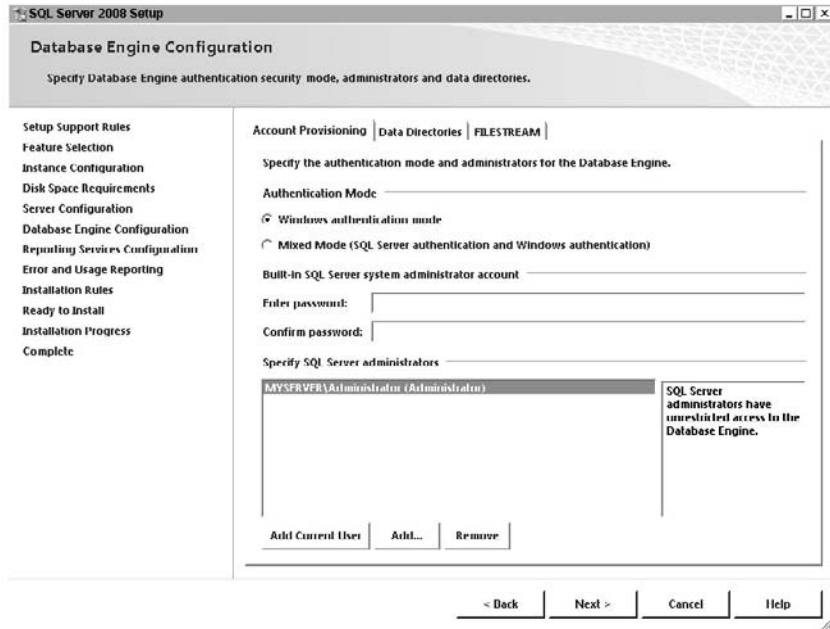 SQL Server 2008 Setup
Database Engine Configuration
Specify Database Engine authentication security mode, administrators and data directories.
Setup Support Rules
Feature Selection
Instance Configuration
Disk Space Requirements
Server Configuration
Database Engine Configuration
Reporting Services Configuration
Error and Usage Reporting
Installation Rules
Ready to Install
Installation Progress
Complete
Account Provisioning
Data Directories
FILESTREAM
Specify the authentication mode and administrators for the Database Engine.
Authentication Mode
Windows authentication mode
Mixed Mode (SQL Server authentication and Windows authentication)
Built-in SQL Server system administrator account
Enter password:
Confirm password:
Specify SQL Server administrators
MYSERVER\Administrator (Administrator)
SQL Server
administrators have
unrestricted access to the
Database Engine.
Add Current User
Add...
Remove
< Back
Next >
Cancel
Help